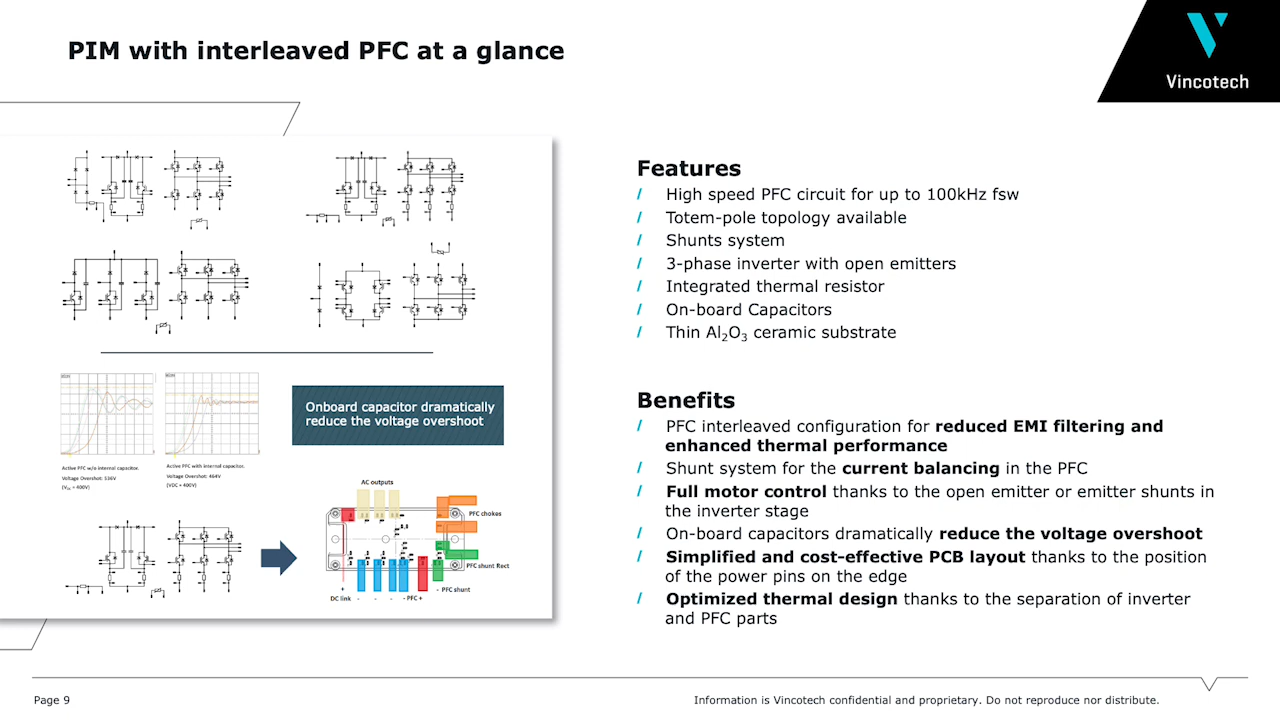 PIM with interleaved PFC at a glance
Vincotech
Features
/ High speed PFC circuit for up to 100kHz fsw
/ Totem-pole topology available
/ Shunts system
/ 3-phase inverter with open emitters
/ Integrated thermal resistor
/ On-board Capacitors
/ Thin Al₂O₃ ceramic substrate
Benefits
/ PFC interleaved configuration for reduced EMI filtering and
enhanced thermal performance
/ Shunt system for the current balancing in the PFC
/ Full motor control thanks to the open emitter or emitter shunts in
the inverter stage
/ On-board capacitors dramatically reduce the voltage overshoot
/ Simplified and cost-effective PCB layout thanks to the position
of the power pins on the edge
/ Optimized thermal design thanks to the separation of inverter
and PFC parts
Onboard capacitor dramatically
reduce the voltage overshoot
Active PFC w/o internal capacitor.
Voltage Overshot: 536V
(VDC = 400V)
Active PFC with internal capacitor.
Voltage Overshot: 464V
(VDC = 400V)
AC outputs
PFC chokes
PFC shunt Rect
- PFC shunt
+
DC link - - - - PFC +
Page 9
Information is Vincotech confidential and proprietary. Do not reproduce nor distribute.